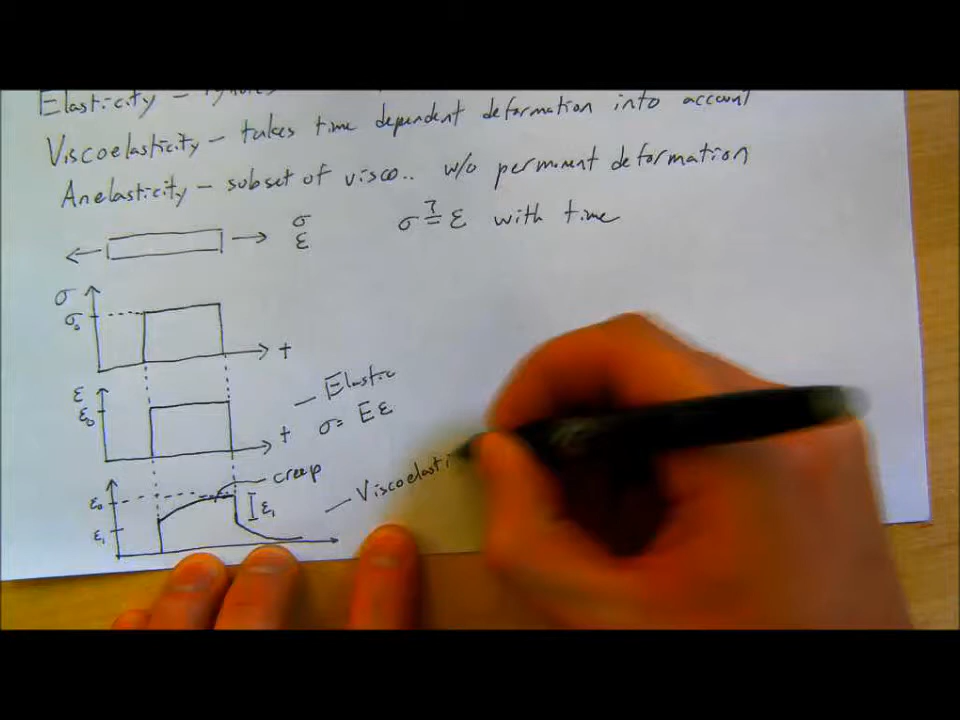 Elasticity - ignores
Viscoelasticity - takes time dependent deformation into account
Anelasticity - subset of visco.. w/o permanent deformation
σ
ε
σ ≟ ε with time
σ
σ₀
t
ε
ε₀
t
Elastic
σ = Eε
creep
ε₀
ε₁
ε₁
Viscoelasti